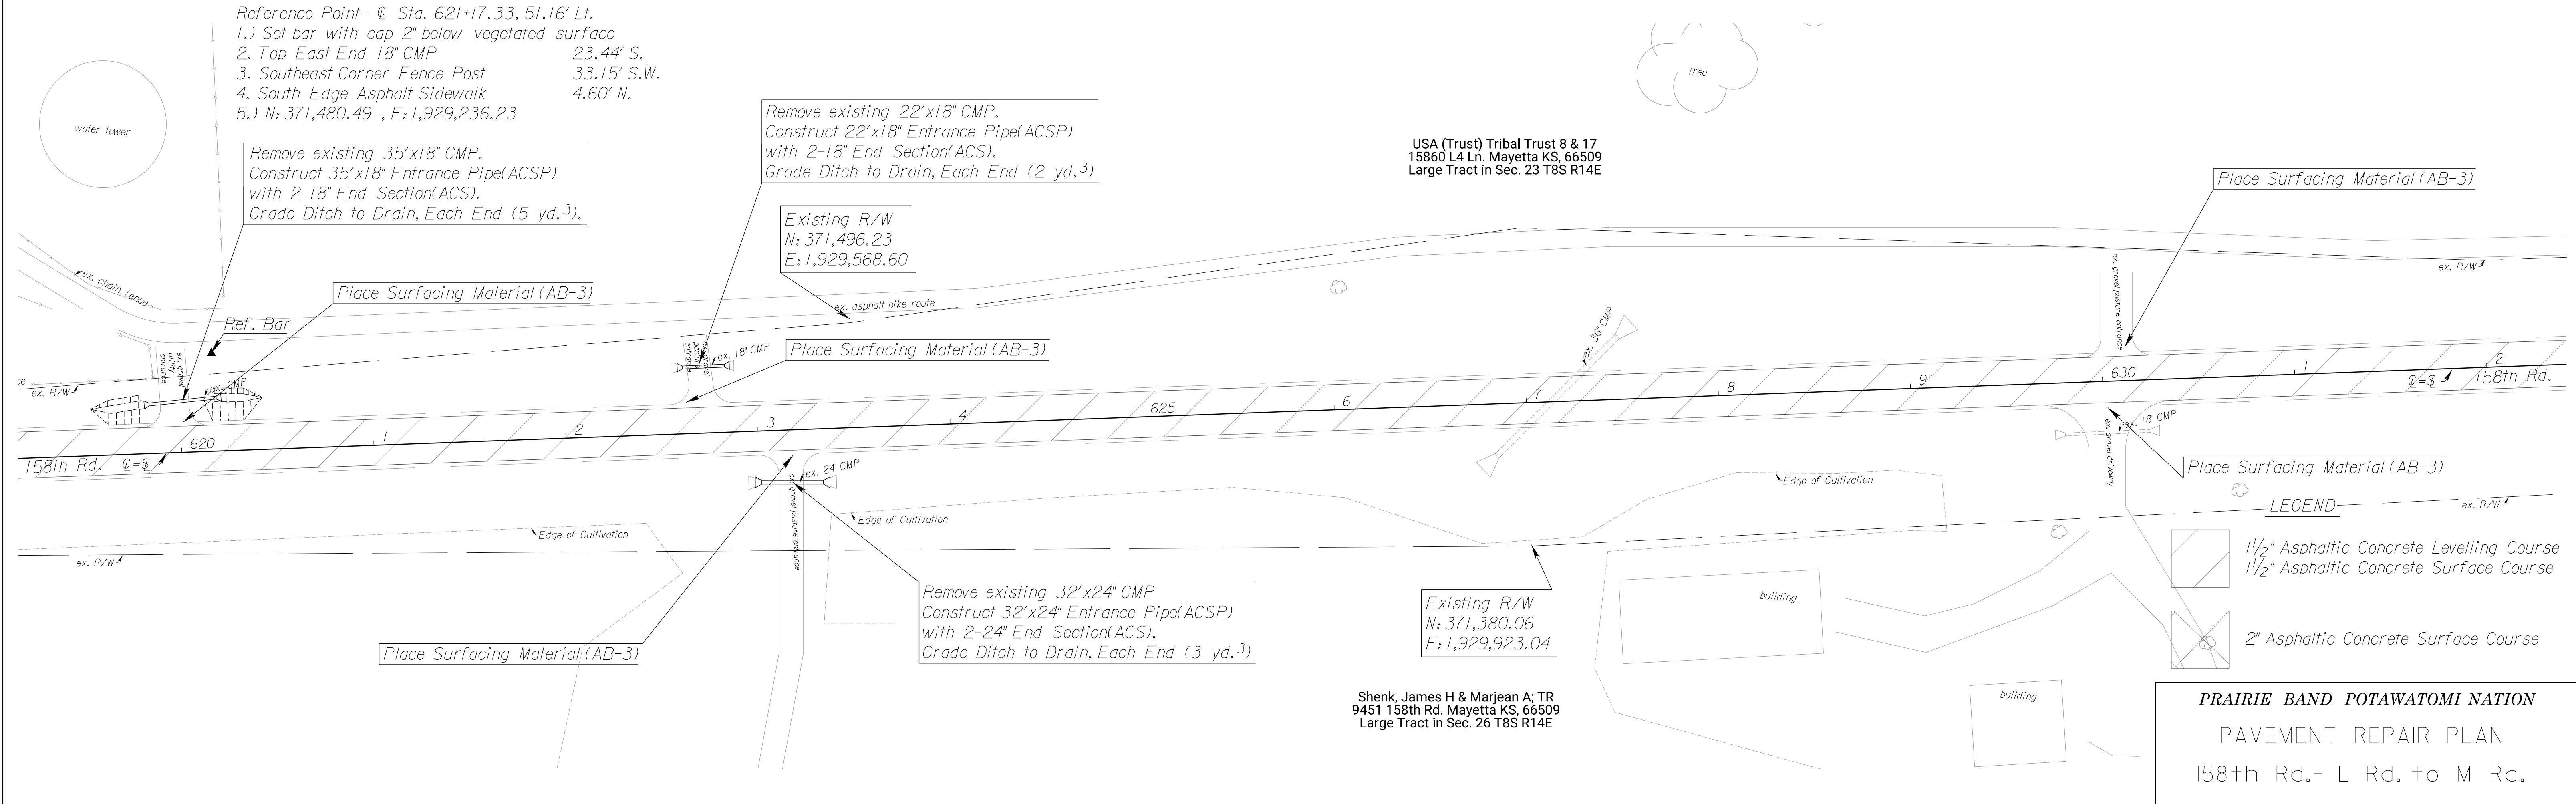 Reference Point= ℄ Sta. 621+17.33, 51.16' Lt.
1.) Set bar with cap 2" below vegetated surface
2. Top East End 18" CMP 23.44' S.
3. Southeast Corner Fence Post 33.15' S.W.
4. South Edge Asphalt Sidewalk 4.60' N.
5.) N: 371,480.49 , E: 1,929,236.23
water tower
tree
Remove existing 35'x18" CMP.
Construct 35'x18" Entrance Pipe(ACSP)
with 2-18" End Section(ACS).
Grade Ditch to Drain, Each End (5 yd.³).
Remove existing 22'x18" CMP.
Construct 22'x18" Entrance Pipe(ACSP)
with 2-18" End Section(ACS).
Grade Ditch to Drain, Each End (2 yd.³)
USA (Trust) Tribal Trust 8 & 17
15860 L4 Ln. Mayetta KS, 66509
Large Tract in Sec. 23 T8S R14E
Place Surfacing Material (AB-3)
Existing R/W
N: 371,496.23
E: 1,929,568.60
ex. chain fence
Place Surfacing Material (AB-3)
ex. asphalt bike route
ex. R/W
ex. gravel pasture entrance
Ref. Bar
ex. 36" CMP
ex. gravel
utility
entrance
ex. gravel
pasture
entrance
ex. 18" CMP
Place Surfacing Material (AB-3)
ce
ex. R/W
ex. CMP
158th Rd. ℄=
620
1
2
3
4
625
6
7
8
9
630
1
2
℄=
158th Rd.
ex. 18" CMP
ex. gravel driveway
Place Surfacing Material (AB-3)
ex. 24" CMP
ex. gravel pasture entrance
Edge of Cultivation
Edge of Cultivation
Edge of Cultivation
ex. R/W
ex. R/W
LEGEND
1½" Asphaltic Concrete Levelling Course
1½" Asphaltic Concrete Surface Course
2" Asphaltic Concrete Surface Course
Remove existing 32'x24" CMP
Construct 32'x24" Entrance Pipe(ACSP)
with 2-24" End Section(ACS).
Grade Ditch to Drain, Each End (3 yd.³)
Place Surfacing Material (AB-3)
Existing R/W
N: 371,380.06
E: 1,929,923.04
building
building
Shenk, James H & Marjean A; TR
9451 158th Rd. Mayetta KS, 66509
Large Tract in Sec. 26 T8S R14E
PRAIRIE BAND POTAWATOMI NATION
PAVEMENT REPAIR PLAN
158th Rd.- L Rd. to M Rd.